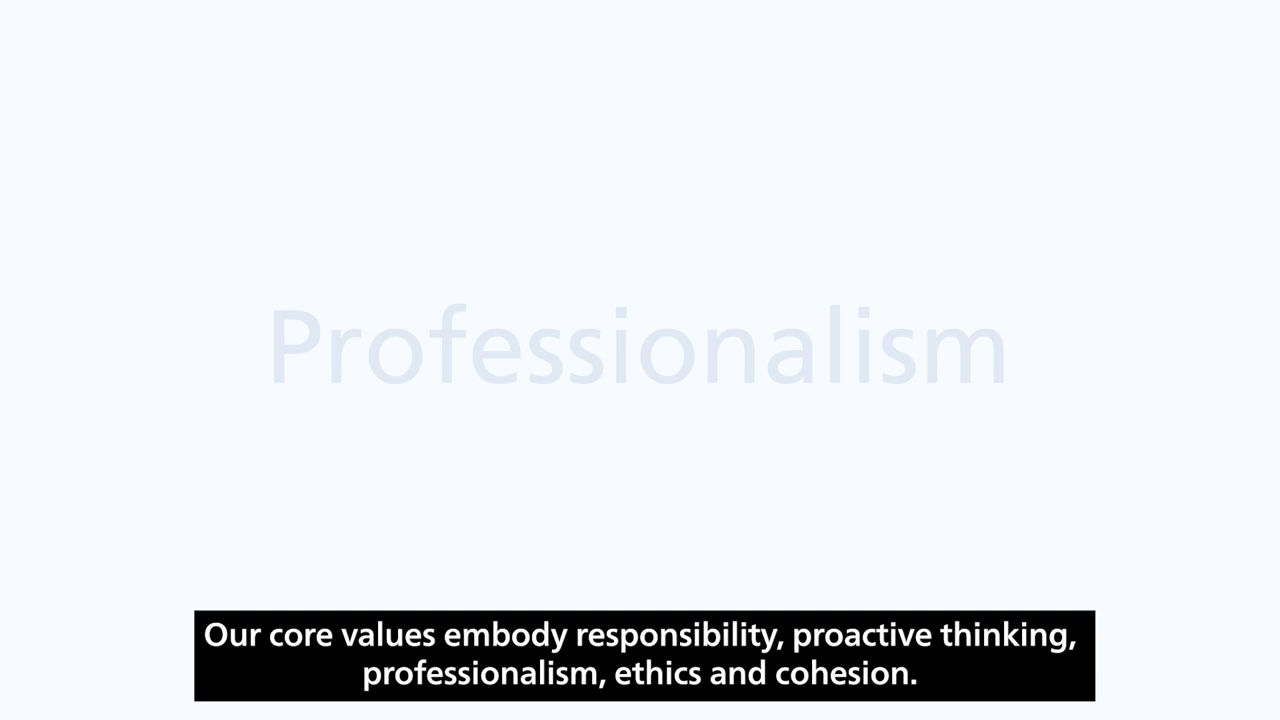 Professionalism
Our core values embody responsibility, proactive thinking,
professionalism, ethics and cohesion.